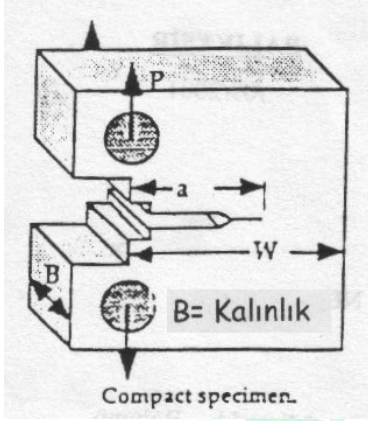 P
a
W
B
B= Kalınlık
Compact specimen.